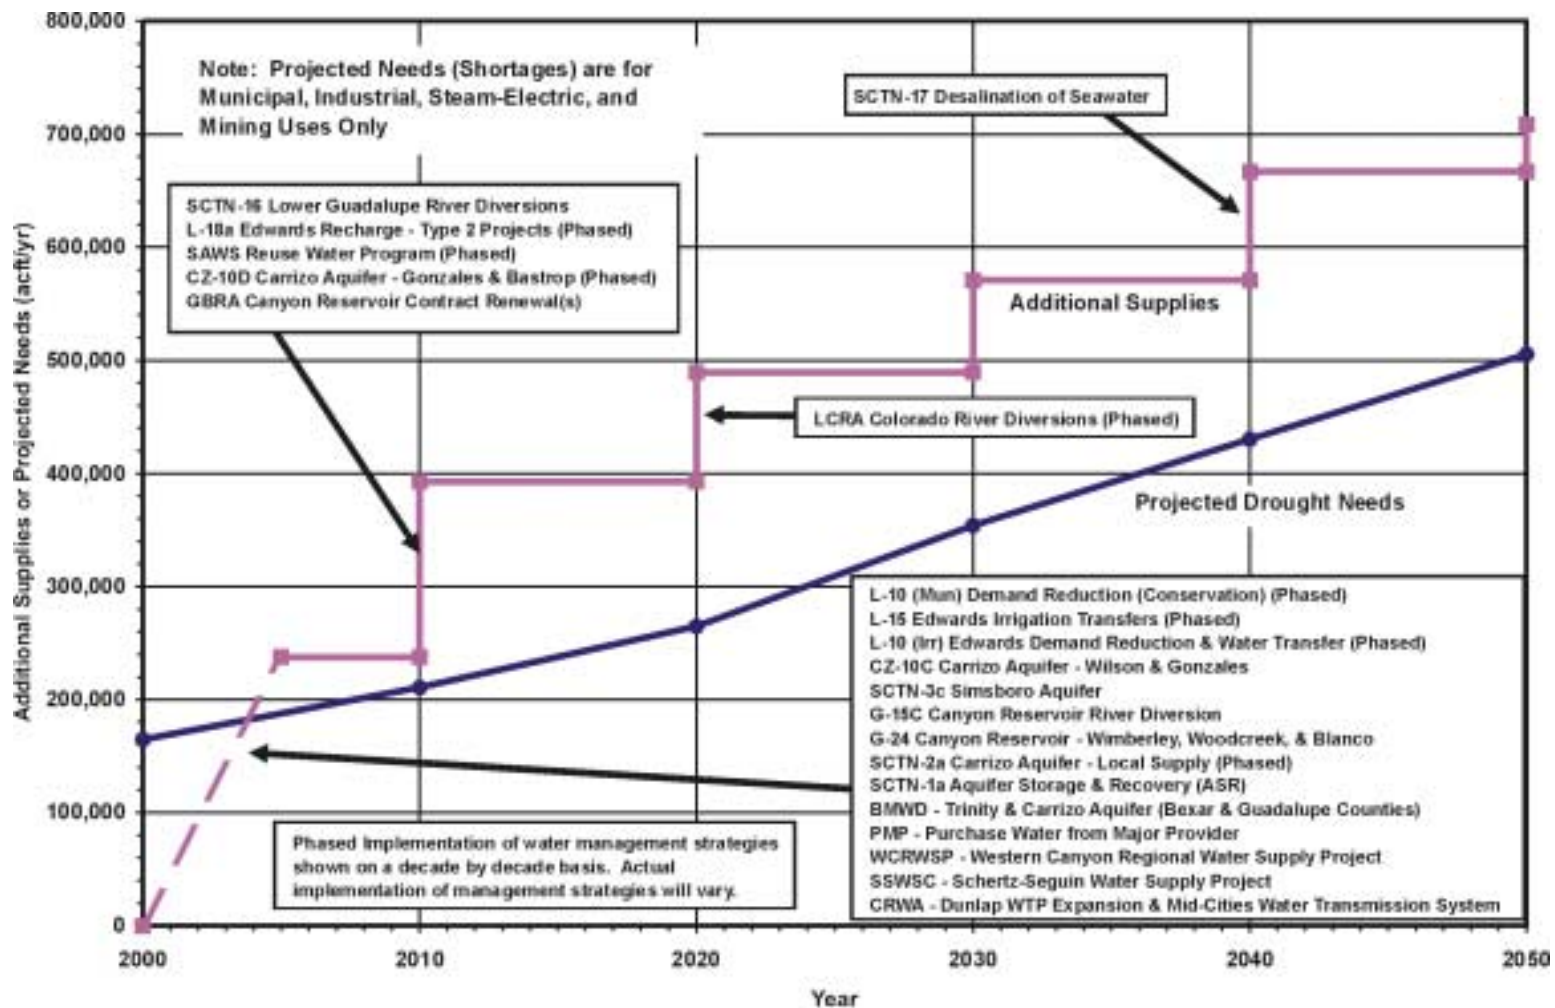 800,000
700,000
600,000
500,000
400,000
300,000
200,000
100,000
0
Additional Supplies or Projected Needs (acft/yr)
Note: Projected Needs (Shortages) are for
Municipal, Industrial, Steam-Electric, and
Mining Uses Only
SCTN-17 Desalination of Seawater
SCTN-16 Lower Guadalupe River Diversions
L-18a Edwards Recharge - Type 2 Projects (Phased)
SAWS Reuse Water Program (Phased)
CZ-10D Carrizo Aquifer - Gonzales & Bastrop (Phased)
GBRA Canyon Reservoir Contract Renewal(s)
Additional Supplies
LCRA Colorado River Diversions (Phased)
Projected Drought Needs
L-10 (Mun) Demand Reduction (Conservation) (Phased)
L-15 Edwards Irrigation Transfers (Phased)
L-10 (Irr) Edwards Demand Reduction & Water Transfer (Phased)
CZ-10C Carrizo Aquifer - Wilson & Gonzales
SCTN-3c Simsboro Aquifer
G-15C Canyon Reservoir River Diversion
G-24 Canyon Reservoir - Wimberley, Woodcreek, & Blanco
SCTN-2a Carrizo Aquifer - Local Supply (Phased)
SCTN-1a Aquifer Storage & Recovery (ASR)
BMWD - Trinity & Carrizo Aquifer (Bexar & Guadalupe Counties)
PMP - Purchase Water from Major Provider
WCRWSP - Western Canyon Regional Water Supply Project
SSWSC - Schertz-Seguin Water Supply Project
CRWA - Dunlap WTP Expansion & Mid-Cities Water Transmission System
Phased Implementation of water management strategies
shown on a decade by decade basis. Actual
implementation of management strategies will vary.
2000
2010
2020
2030
2040
2050
Year